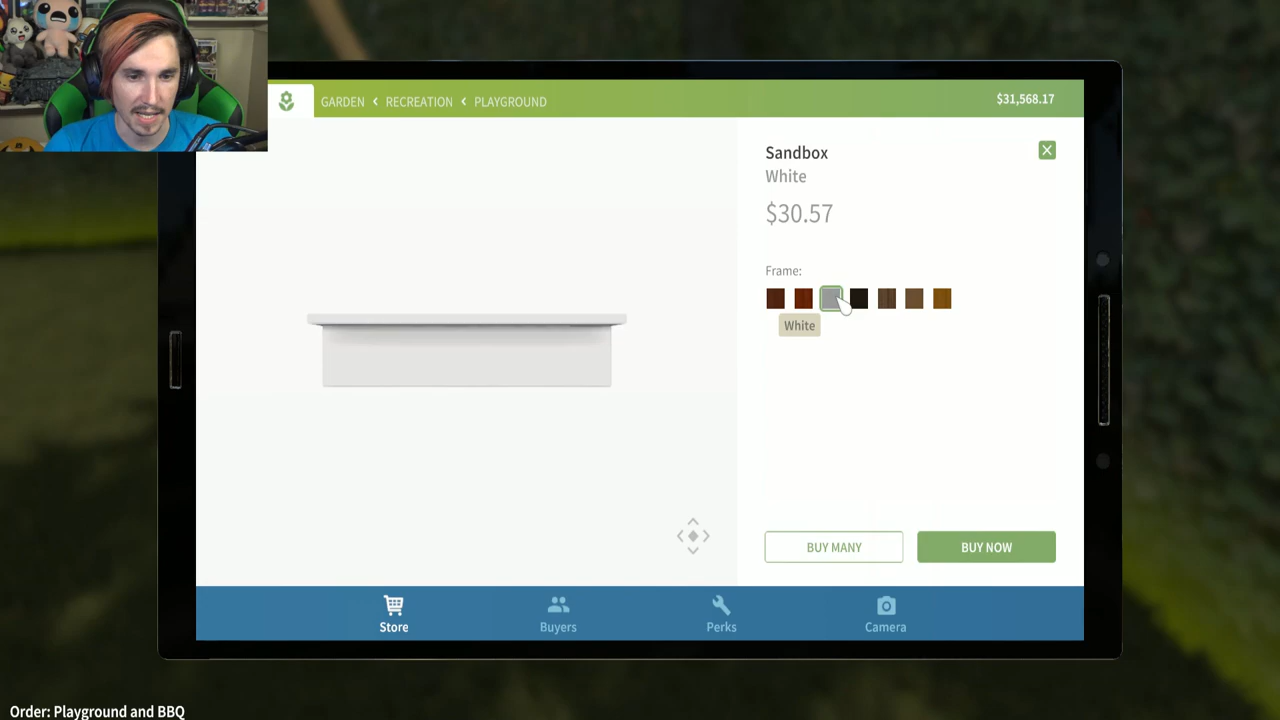 GARDEN < RECREATION < PLAYGROUND
$31,568.17
Sandbox
White
$30.57
Frame:
White
BUY MANY
BUY NOW
Store
Buyers
Perks
Camera
Order: Playground and BBQ